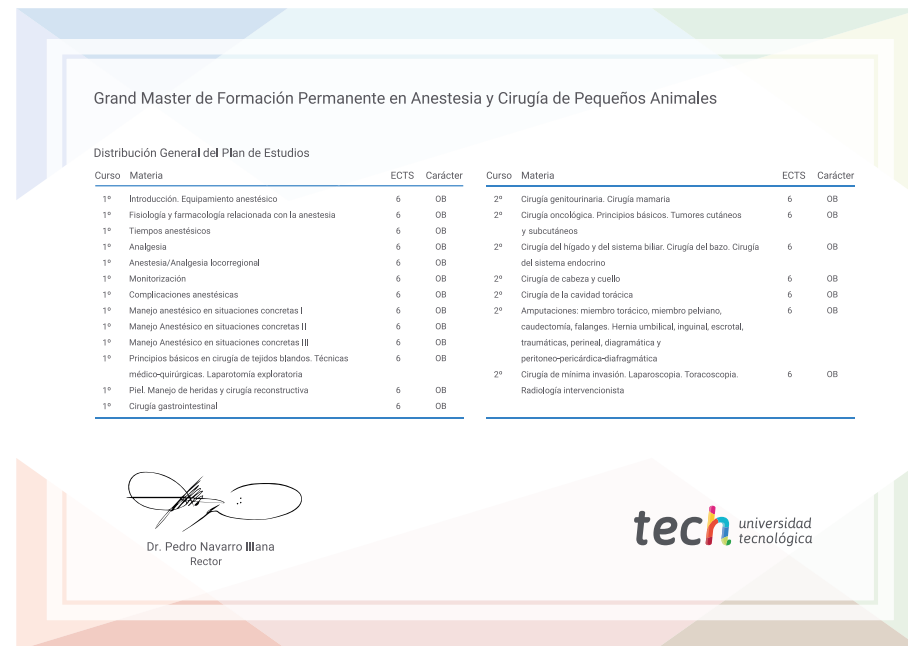 Grand Master de Formación Permanente en Anestesia y Cirugía de Pequeños Animales
Distribución General del Plan de Estudios
Curso Materia ECTS Carácter
1º Introducción. Equipamiento anestésico 6 OB
1º Fisiología y farmacología relacionada con la anestesia 6 OB
1º Tiempos anestésicos 6 OB
1º Analgesia 6 OB
1º Anestesia/Analgesia locorregional 6 OB
1º Monitorización 6 OB
1º Complicaciones anestésicas 6 OB
1º Manejo anestésico en situaciones concretas I 6 OB
1º Manejo Anestésico en situaciones concretas II 6 OB
1º Manejo Anestésico en situaciones concretas III 6 OB
1º Principios básicos en cirugía de tejidos blandos. Técnicas 6 OB
médico-quirúrgicas. Laparotomía exploratoria
1º Piel. Manejo de heridas y cirugía reconstructiva 6 OB
1º Cirugía gastrointestinal 6 OB
Curso Materia ECTS Carácter
2º Cirugía genitourinaria. Cirugía mamaria 6 OB
2º Cirugía oncológica. Principios básicos. Tumores cutáneos 6 OB
y subcutáneos
2º Cirugía del hígado y del sistema biliar. Cirugía del bazo. Cirugía 6 OB
del sistema endocrino
2º Cirugía de cabeza y cuello 6 OB
2º Cirugía de la cavidad torácica 6 OB
2º Amputaciones: miembro torácico, miembro pelviano, 6 OB
caudectomía, falanges. Hernia umbilical, inguinal, escrotal,
traumáticas, perineal, diagramática y
peritoneo-pericárdica-diafragmática
2º Cirugía de mínima invasión. Laparoscopia. Toracoscopia. 6 OB
Radiología intervencionista
Dr. Pedro Navarro Illana
Rector
tech universidad
tecnológica